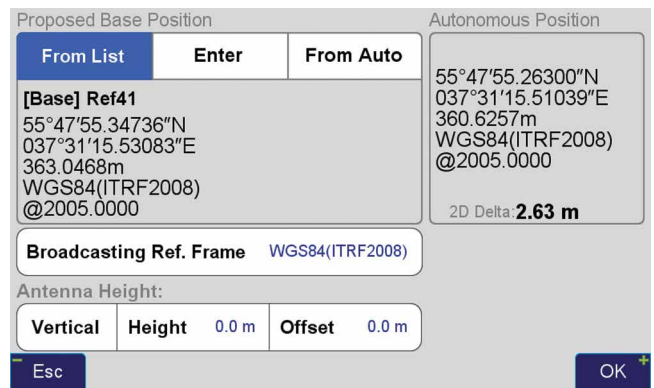 Proposed Base Position
From List Enter From Auto
[Base] Ref41
55°47′55.34736″N
037°31′15.53083″E
363.0468m
WGS84(ITRF2008)
@2005.0000
Broadcasting Ref. Frame WGS84(ITRF2008)
Antenna Height:
Vertical Height 0.0 m Offset 0.0 m
Autonomous Position
55°47′55.26300″N
037°31′15.51039″E
360.6257m
WGS84(ITRF2008)
@2005.0000
2D Delta:2.63 m
− Esc
OK +